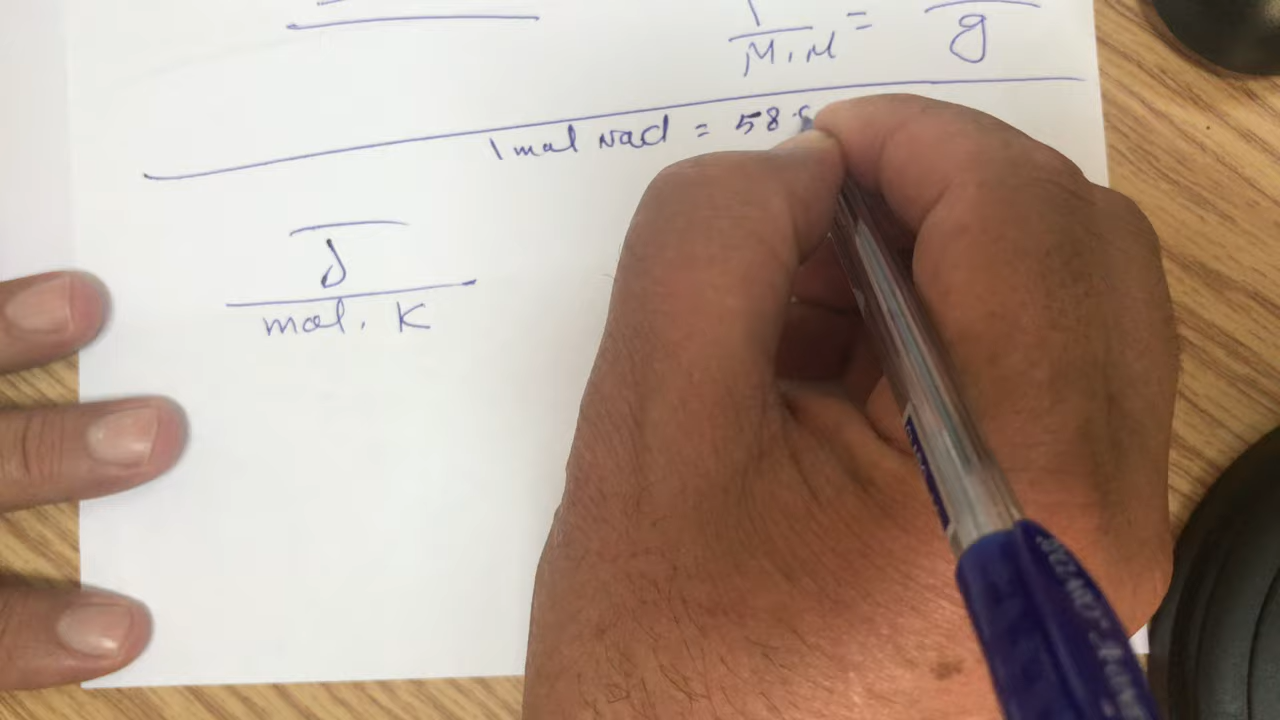 1
M.M =
g
1 mol Nacl = 58.
J
mol. K